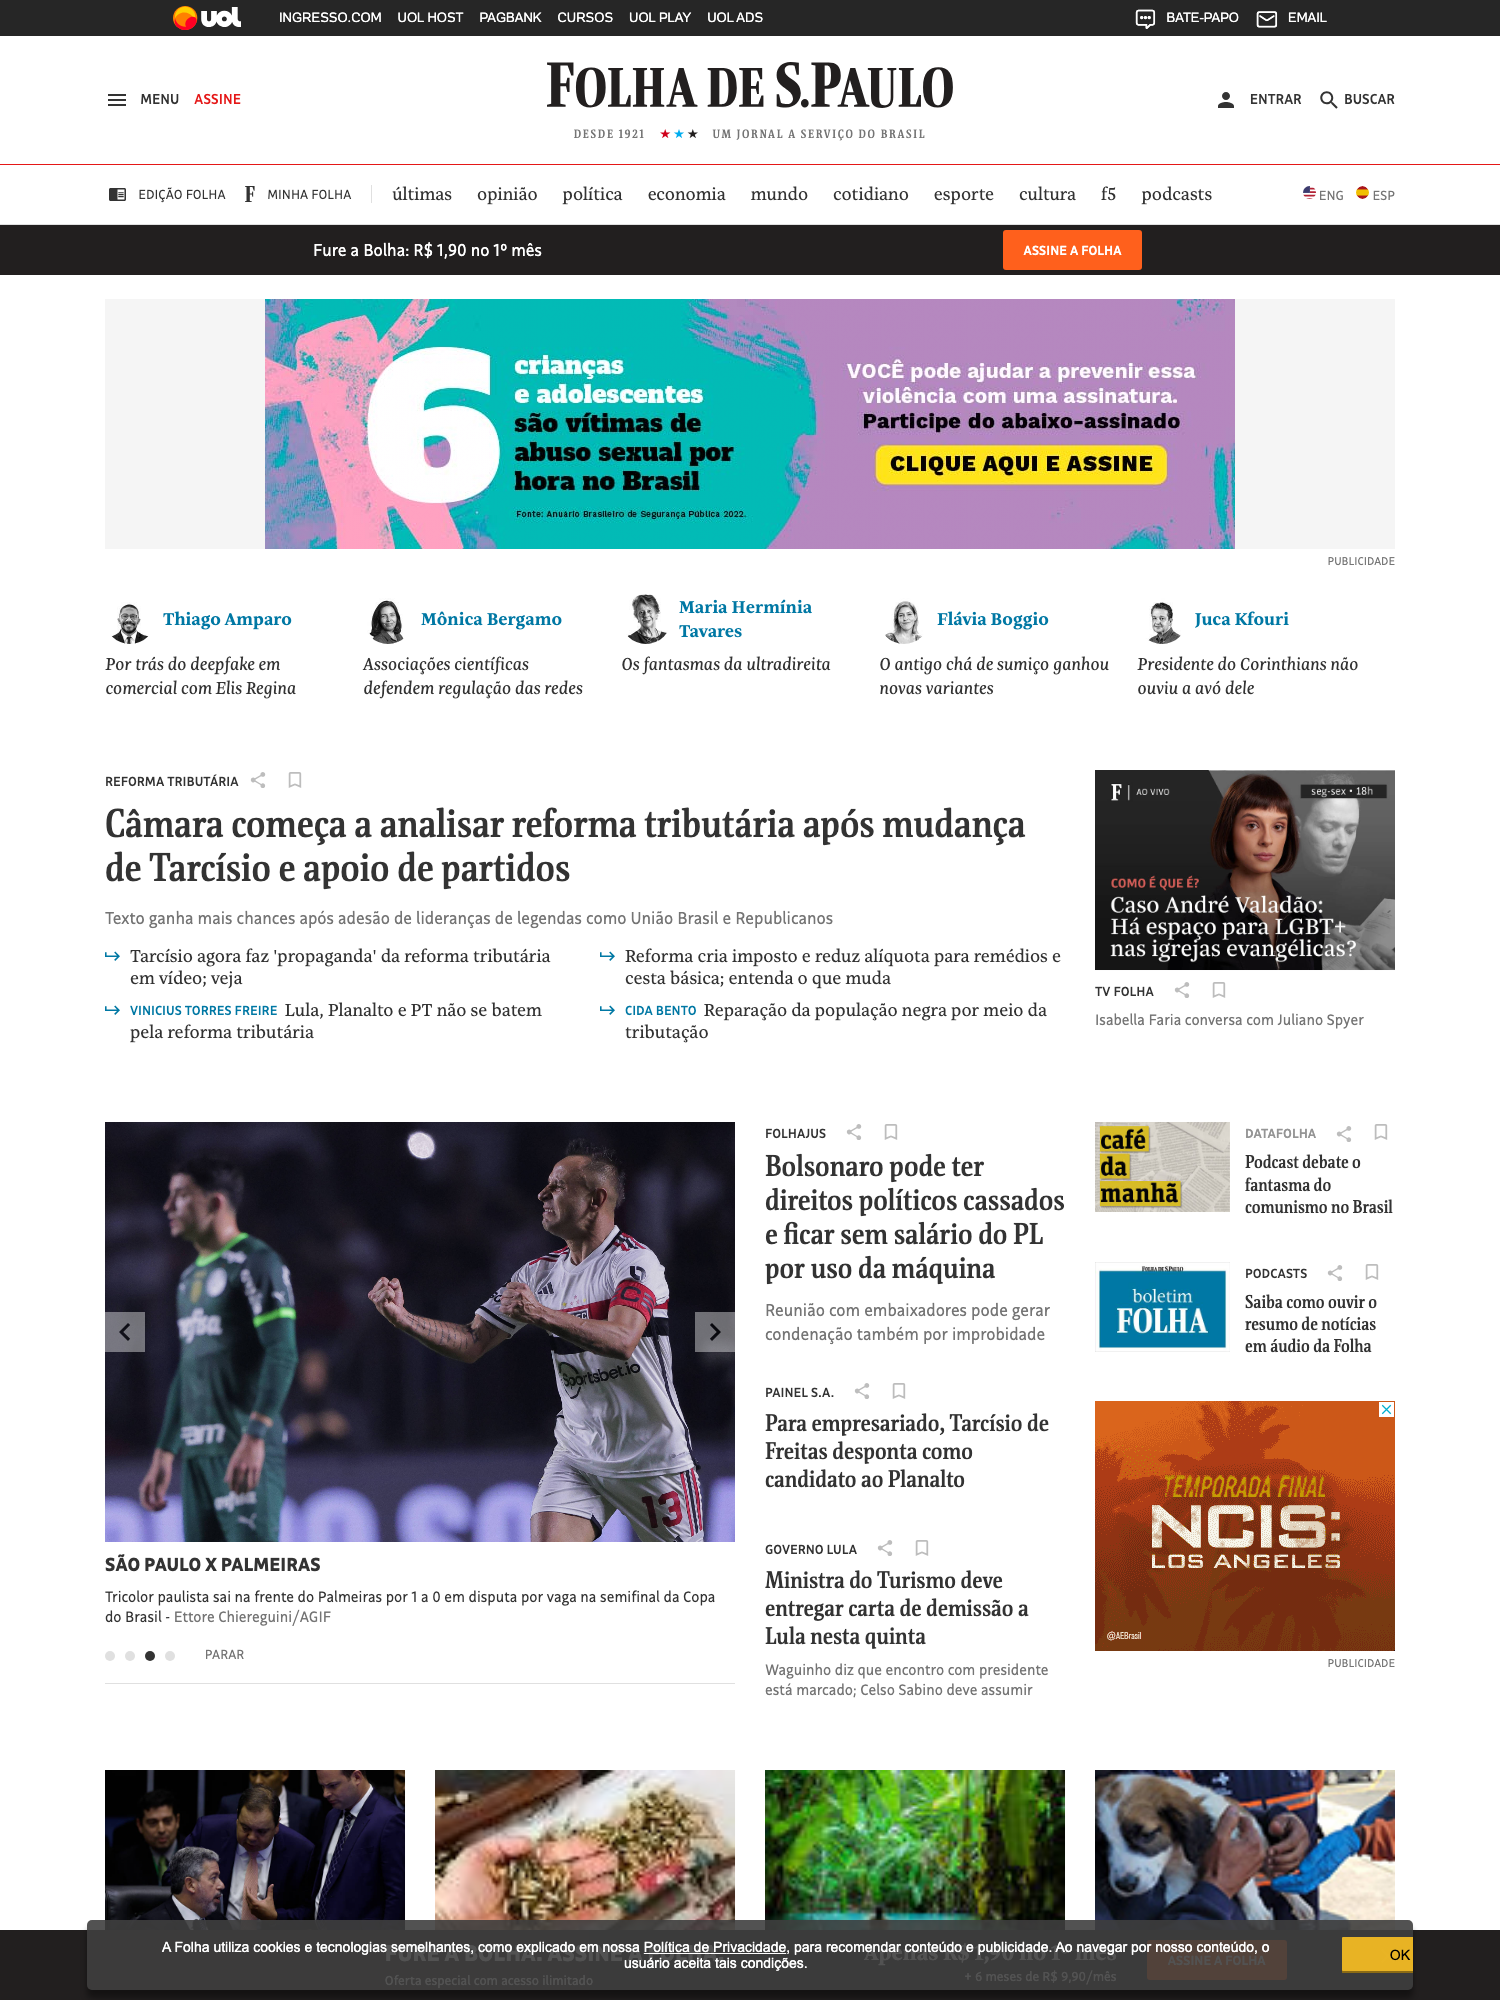 uol
INGRESSO.COM UOL HOST PAGBANK CURSOS UOL PLAY UOL ADS BATE-PAPO EMAIL
MENU ASSINE
FOLHA DE S.PAULO
DESDE 1921 ★★★ UM JORNAL A SERVIÇO DO BRASIL
ENTRAR BUSCAR
EDIÇÃO FOLHA F MINHA FOLHA últimas opinião política economia mundo cotidiano esporte cultura f5 podcasts ENG ESP
Fure a Bolha: R$ 1,90 no 1º mês
ASSINE A FOLHA
6
crianças
e adolescentes
são vítimas de
abuso sexual por
hora no Brasil
Fonte: Anuário Brasileiro de Segurança Pública 2022.
VOCÊ pode ajudar a prevenir essa
violência com uma assinatura.
Participe do abaixo-assinado
CLIQUE AQUI E ASSINE
PUBLICIDADE
Thiago Amparo
Por trás do deepfake em
comercial com Elis Regina
Mônica Bergamo
Associações científicas
defendem regulação das redes
Maria Hermínia
Tavares
Os fantasmas da ultradireita
Flávia Boggio
O antigo chá de sumiço ganhou
novas variantes
Juca Kfouri
Presidente do Corinthians não
ouviu a avó dele
REFORMA TRIBUTÁRIA
Câmara começa a analisar reforma tributária após mudança
de Tarcísio e apoio de partidos
Texto ganha mais chances após adesão de lideranças de legendas como União Brasil e Republicanos
Tarcísio agora faz 'propaganda' da reforma tributária
em vídeo; veja
VINICIUS TORRES FREIRE Lula, Planalto e PT não se batem
pela reforma tributária
Reforma cria imposto e reduz alíquota para remédios e
cesta básica; entenda o que muda
CIDA BENTO Reparação da população negra por meio da
tributação
F AO VIVO
seg-sex • 18h
COMO É QUE É?
Caso André Valadão:
Há espaço para LGBT+
nas igrejas evangélicas?
TV FOLHA
Isabella Faria conversa com Juliano Spyer
Sportsbet.io
13
SÃO PAULO X PALMEIRAS
Tricolor paulista sai na frente do Palmeiras por 1 a 0 em disputa por vaga na semifinal da Copa
do Brasil - Ettore Chiereguini/AGIF
PARAR
FOLHAJUS
Bolsonaro pode ter
direitos políticos cassados
e ficar sem salário do PL
por uso da máquina
Reunião com embaixadores pode gerar
condenação também por improbidade
PAINEL S.A.
Para empresariado, Tarcísio de
Freitas desponta como
candidato ao Planalto
GOVERNO LULA
Ministra do Turismo deve
entregar carta de demissão a
Lula nesta quinta
Waguinho diz que encontro com presidente
está marcado; Celso Sabino deve assumir
café
da
manhã
DATAFOLHA
Podcast debate o
fantasma do
comunismo no Brasil
FOLHA DE S.PAULO
boletim
FOLHA
PODCASTS
Saiba como ouvir o
resumo de notícias
em áudio da Folha
TEMPORADA FINAL
NCIS:
LOS ANGELES
@AEBrasil
PUBLICIDADE
A Folha utiliza cookies e tecnologias semelhantes, como explicado em nossa Política de Privacidade, para recomendar conteúdo e publicidade. Ao navegar por nosso conteúdo, o
usuário aceita tais condições.
OK
Oferta especial com acesso ilimitado
+ 6 meses de R$ 9,90/mês
ASSINE A FOLHA